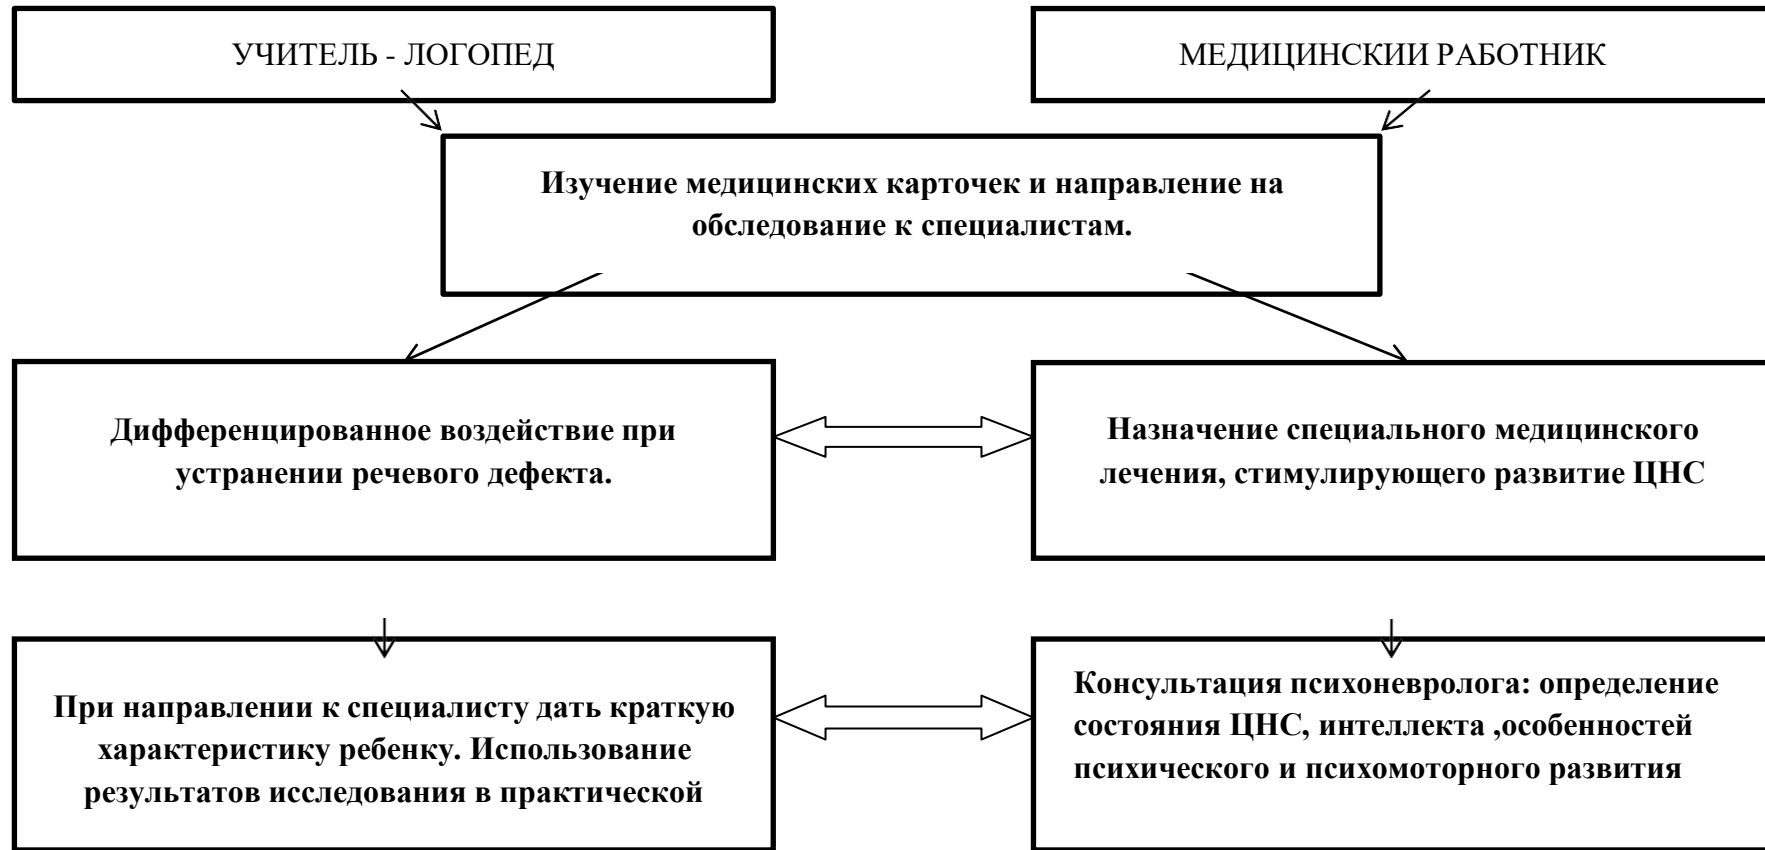 УЧИТЕЛЬ - ЛОГОПЕД
МЕДИЦИНСКИИ РАБОТНИК
Изучение медицинских карточек и направление на
обследование к специалистам.
Дифференцированное воздействие при
устранении речевого дефекта.
Назначение специального медицинского
лечения, стимулирующего развитие ЦНС
При направлении к специалисту дать краткую
характеристику ребенку. Использование
результатов исследования в практической
Консультация психоневролога: определение
состояния ЦНС, интеллекта ,особенностей
психического и психомоторного развития